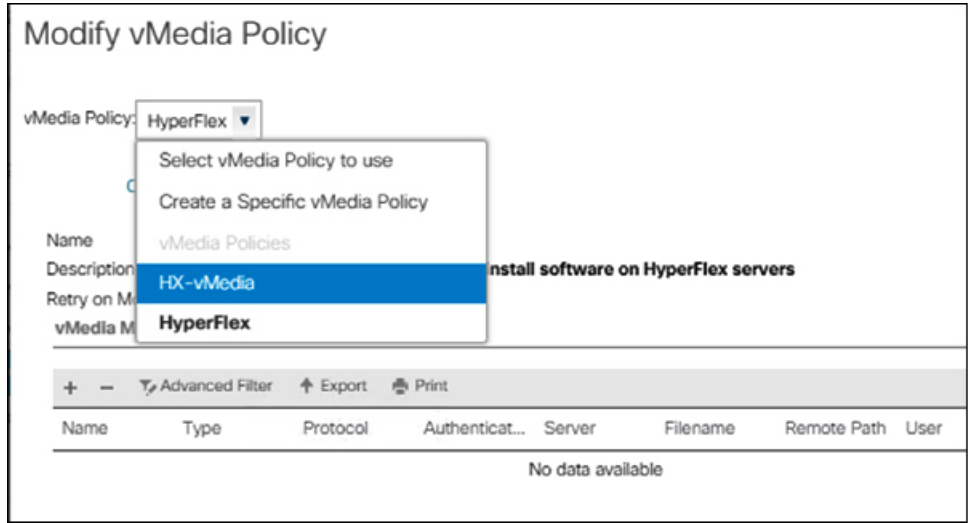 Modify vMedia Policy
vMedia Policy: HyperFlex
Select vMedia Policy to use
Create a Specific vMedia Policy
Name vMedia Policies
Description HX-vMedia nstall software on HyperFlex servers
Retry on M
vMedia M HyperFlex
+ − Advanced Filter Export Print
Name Type Protocol Authenticat... Server Filename Remote Path User
No data available